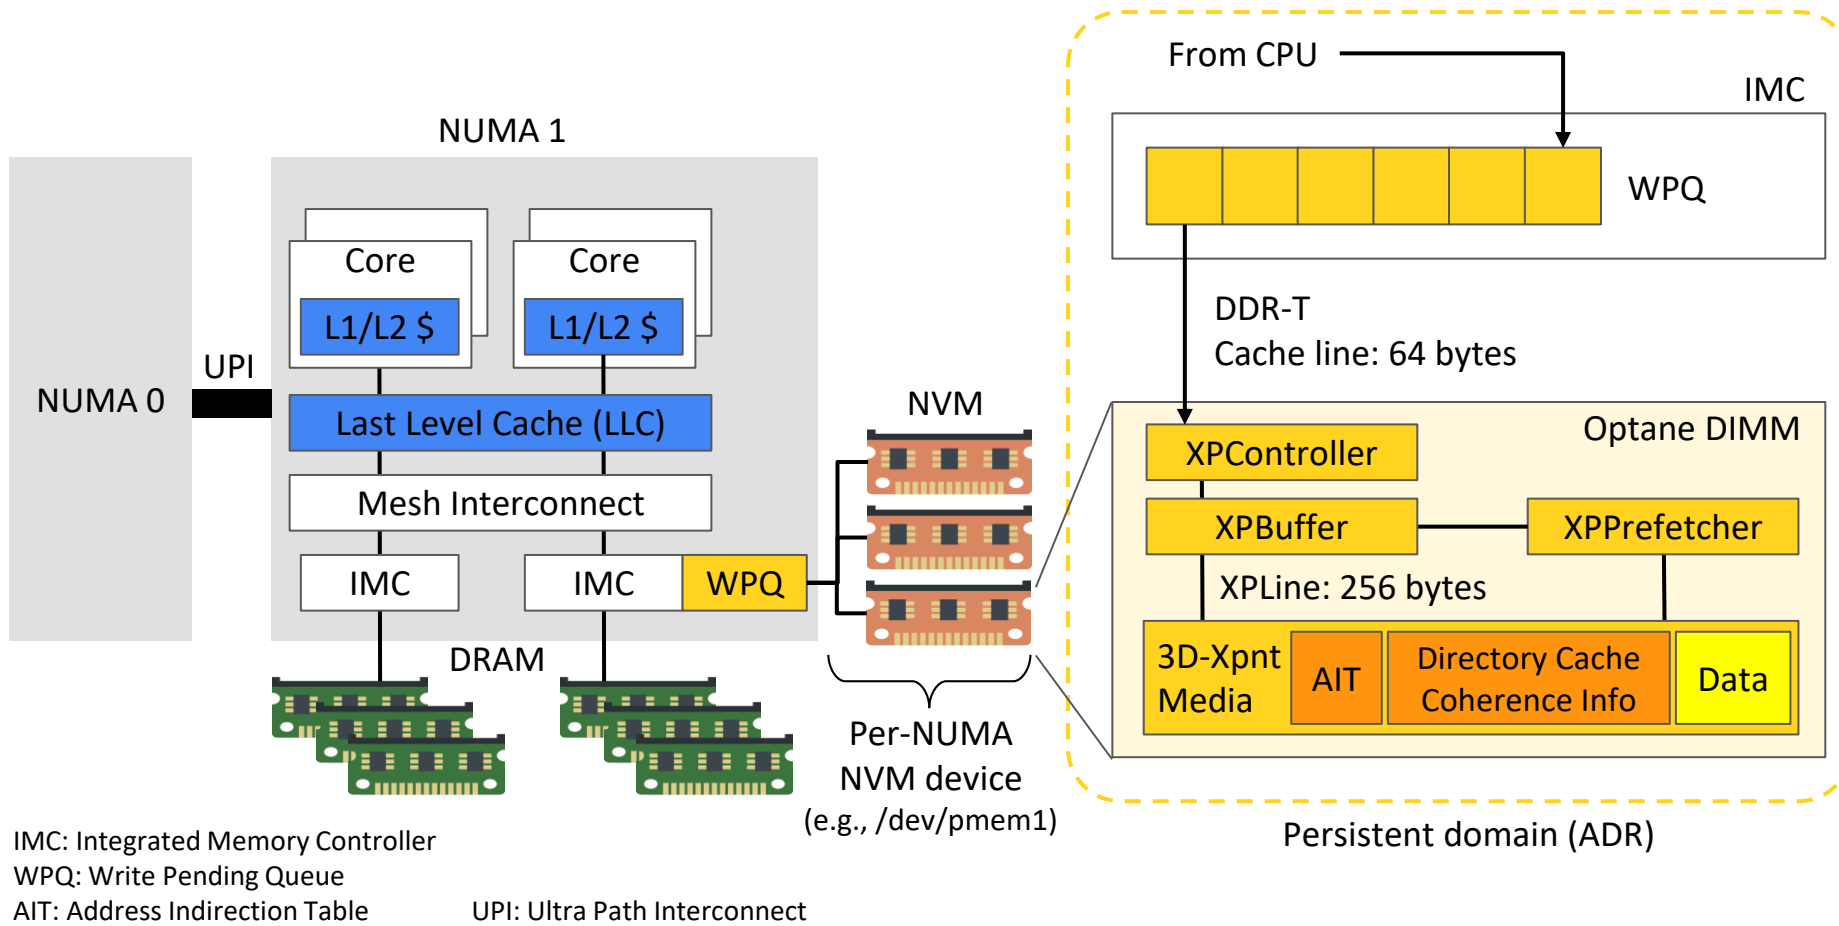 NUMA 1
NUMA 0
UPI
Core
Core
L1/L2 $
L1/L2 $
Last Level Cache (LLC)
Mesh Interconnect
IMC
IMC
WPQ
DRAM
NVM
Per-NUMA
NVM device
(e.g., /dev/pmem1)
From CPU
IMC
WPQ
DDR-T
Cache line: 64 bytes
Optane DIMM
XPController
XPBuffer
XPPrefetcher
XPLine: 256 bytes
3D-Xpnt
Media
AIT
Directory Cache
Coherence Info
Data
Persistent domain (ADR)
IMC: Integrated Memory Controller
WPQ: Write Pending Queue
AIT: Address Indirection Table
UPI: Ultra Path Interconnect